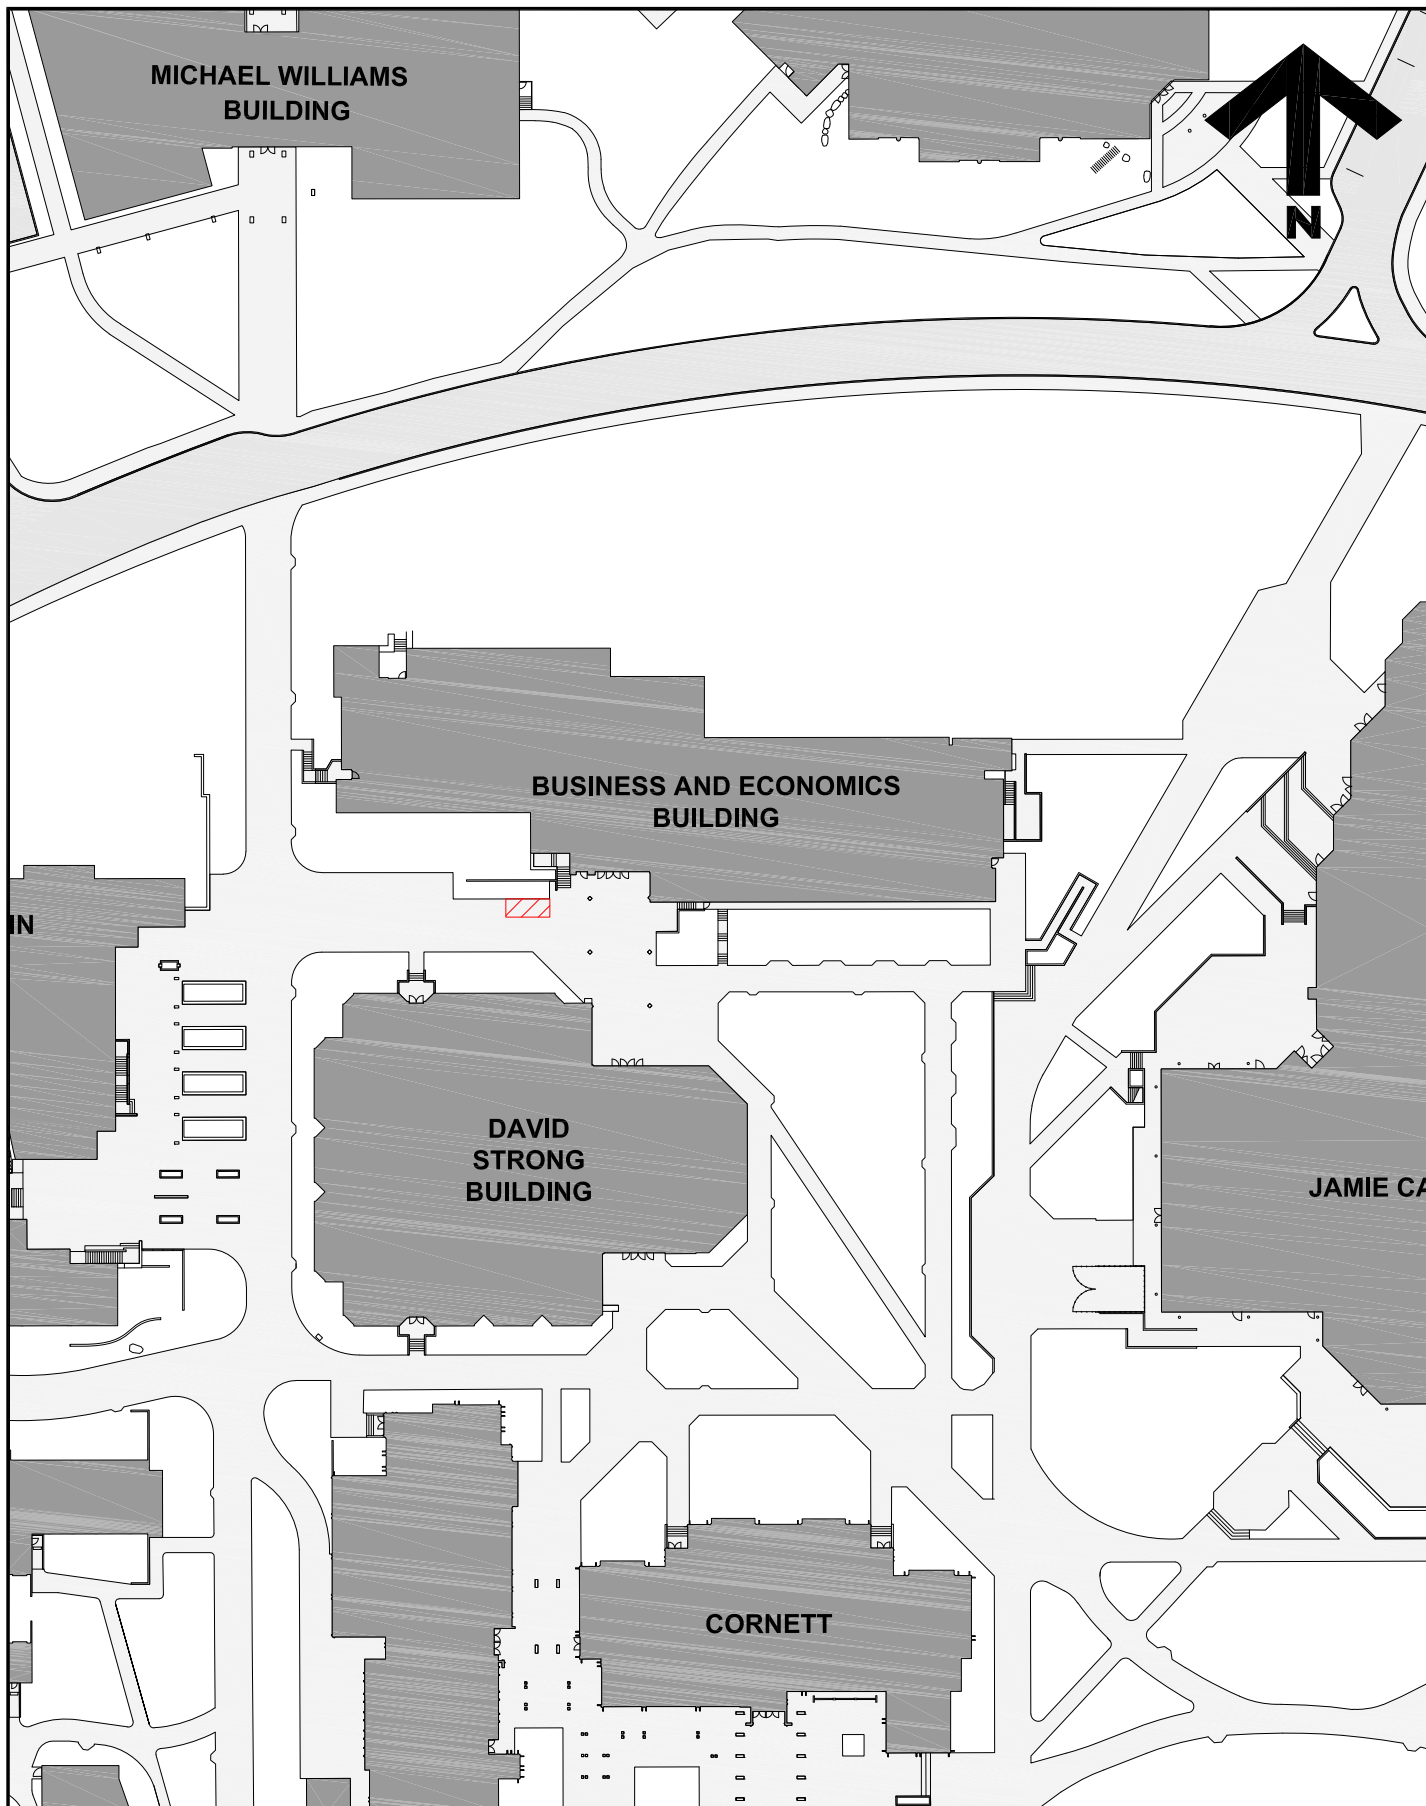 MICHAEL WILLIAMS
BUILDING
N
BUSINESS AND ECONOMICS
BUILDING
IN
DAVID
STRONG
BUILDING
JAMIE CA
CORNETT